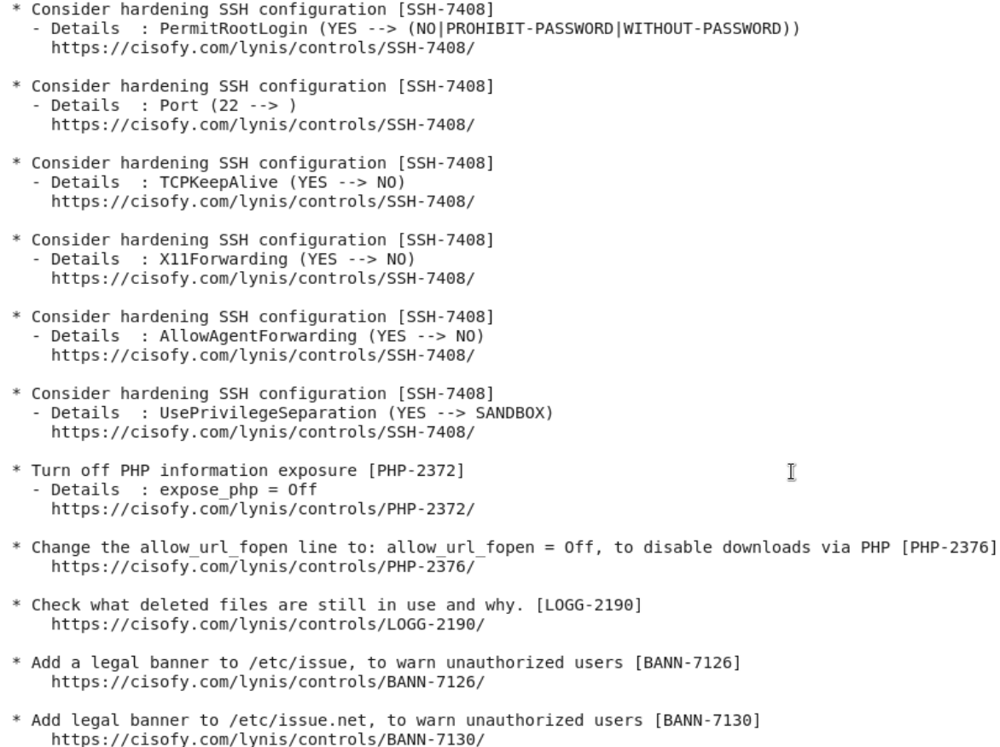 * Consider hardening SSH configuration [SSH-7408]
- Details : PermitRootLogin (YES --> (NO|PROHIBIT-PASSWORD|WITHOUT-PASSWORD))
https://cisofy.com/lynis/controls/SSH-7408/
* Consider hardening SSH configuration [SSH-7408]
- Details : Port (22 --> )
https://cisofy.com/lynis/controls/SSH-7408/
* Consider hardening SSH configuration [SSH-7408]
- Details : TCPKeepAlive (YES --> NO)
https://cisofy.com/lynis/controls/SSH-7408/
* Consider hardening SSH configuration [SSH-7408]
- Details : X11Forwarding (YES --> NO)
https://cisofy.com/lynis/controls/SSH-7408/
* Consider hardening SSH configuration [SSH-7408]
- Details : AllowAgentForwarding (YES --> NO)
https://cisofy.com/lynis/controls/SSH-7408/
* Consider hardening SSH configuration [SSH-7408]
- Details : UsePrivilegeSeparation (YES --> SANDBOX)
https://cisofy.com/lynis/controls/SSH-7408/
* Turn off PHP information exposure [PHP-2372]
- Details : expose_php = Off
https://cisofy.com/lynis/controls/PHP-2372/
* Change the allow_url_fopen line to: allow_url_fopen = Off, to disable downloads via PHP [PHP-2376]
https://cisofy.com/lynis/controls/PHP-2376/
* Check what deleted files are still in use and why. [LOGG-2190]
https://cisofy.com/lynis/controls/LOGG-2190/
* Add a legal banner to /etc/issue, to warn unauthorized users [BANN-7126]
https://cisofy.com/lynis/controls/BANN-7126/
* Add legal banner to /etc/issue.net, to warn unauthorized users [BANN-7130]
https://cisofy.com/lynis/controls/BANN-7130/